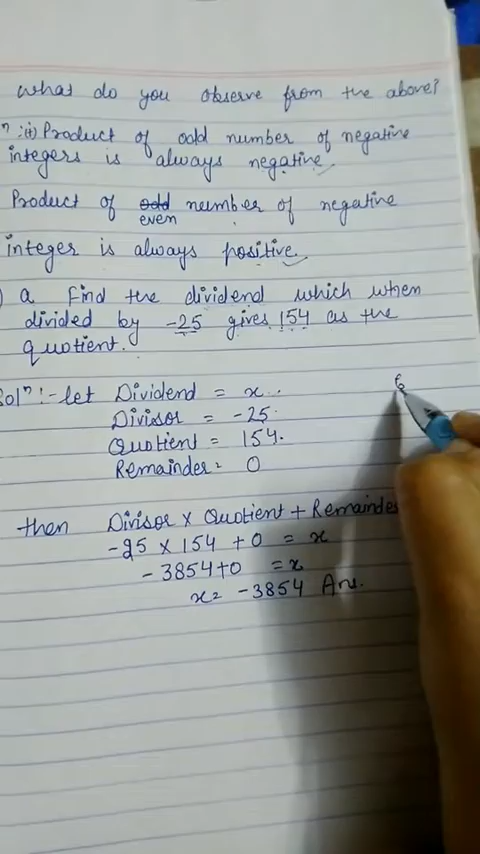 What do you observe from the above?
n :ii) Product of odd number of negative
integers is always negative.
Product of odd number of negative
even
integer is always positive.
) a Find the dividend which when
divided by -25 gives 154 as the
quotient.
Soln :- let Dividend = x..
Divisor = -25.
Quotient = 154.
Remainder = 0
then Divisor x Quotient + Remainder
-25 x 154 + 0 = x
-3854+0 = x
x = -3854 Ans.